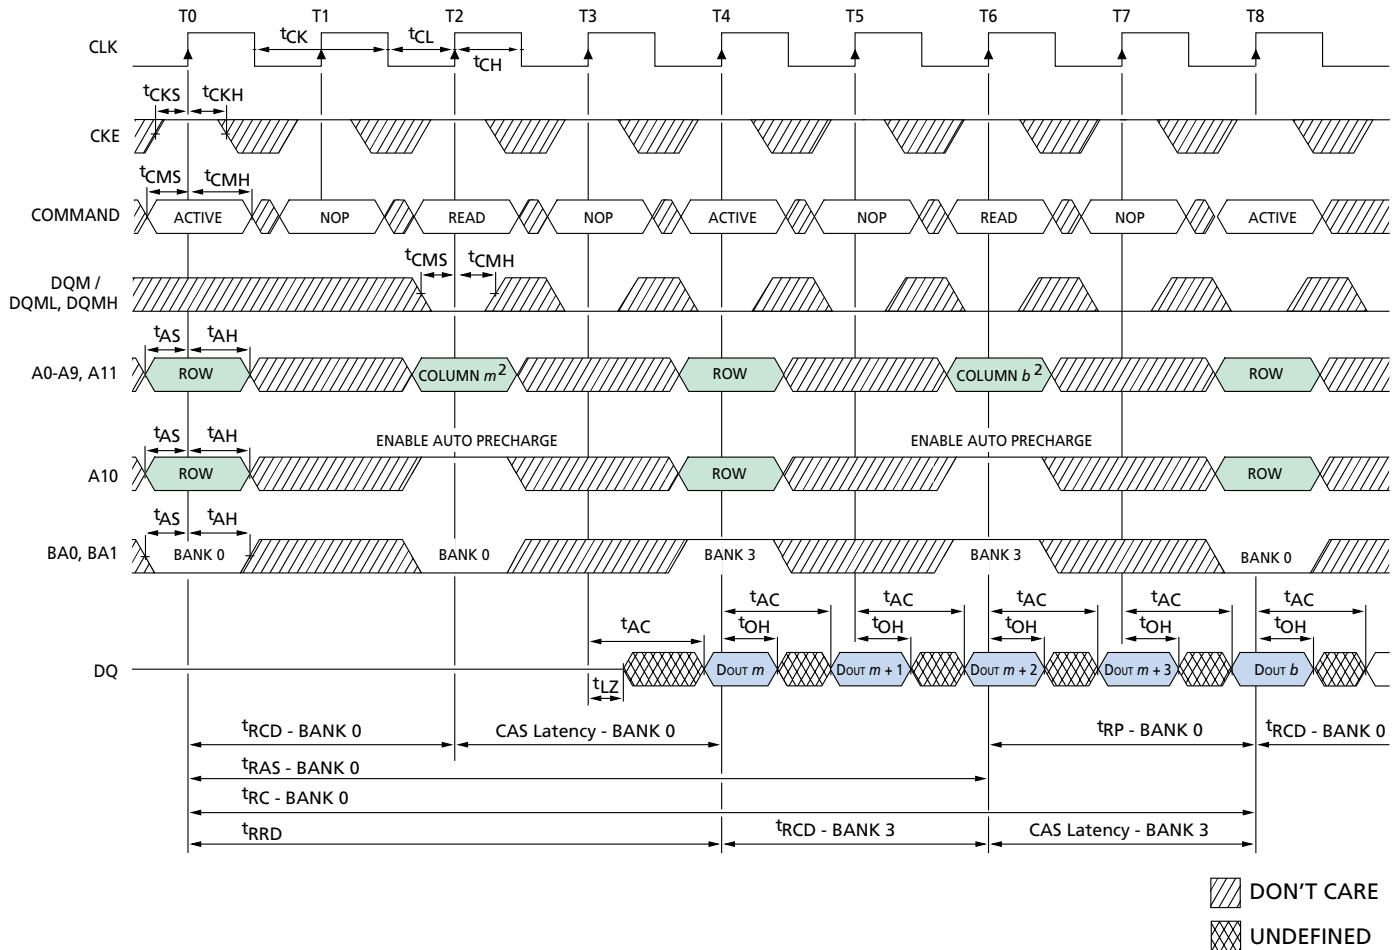 T0 T1 T2 T3 T4 T5 T6 T7 T8
CLK tCK tCL tCH
tCKS tCKH
CKE
tCMS tCMH
COMMAND ACTIVE NOP READ NOP ACTIVE NOP READ NOP ACTIVE
tCMS tCMH
DQM /
DQML, DQMH
tAS tAH
A0-A9, A11 ROW COLUMN m2 ROW COLUMN b2 ROW
tAS tAH ENABLE AUTO PRECHARGE ENABLE AUTO PRECHARGE
A10 ROW ROW ROW
tAS tAH
BA0, BA1 BANK 0 BANK 0 BANK 3 BANK 3 BANK 0
tAC tAC tAC tAC tAC
tAC tOH tOH tOH tOH tOH
DQ DOUT m DOUT m + 1 DOUT m + 2 DOUT m + 3 DOUT b
tLZ
tRCD - BANK 0 CAS Latency - BANK 0 tRP - BANK 0 tRCD - BANK 0
tRAS - BANK 0
tRC - BANK 0
tRRD tRCD - BANK 3 CAS Latency - BANK 3
DON'T CARE
UNDEFINED